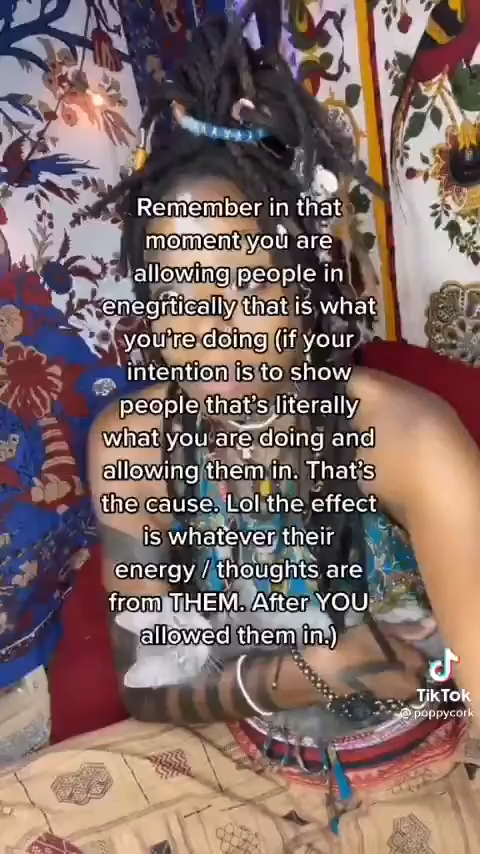 Remember in that
moment you are
allowing people in
enegrtically that is what
you're doing (if your
intention is to show
people that's literally
what you are doing and
allowing them in. That's
the cause. Lol the effect
is whatever their
energy / thoughts are
from THEM. After YOU
allowed them in.)
TikTok
@poppycork